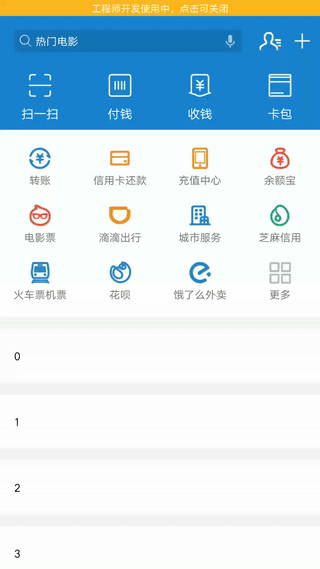 工程师开发使用中，点击可关闭
热门电影
扫一扫 付钱 收钱 卡包
转账 信用卡还款 充值中心 余额宝
电影票 滴滴出行 城市服务 芝麻信用
火车票机票 花呗 饿了么外卖 更多
0
1
2
3